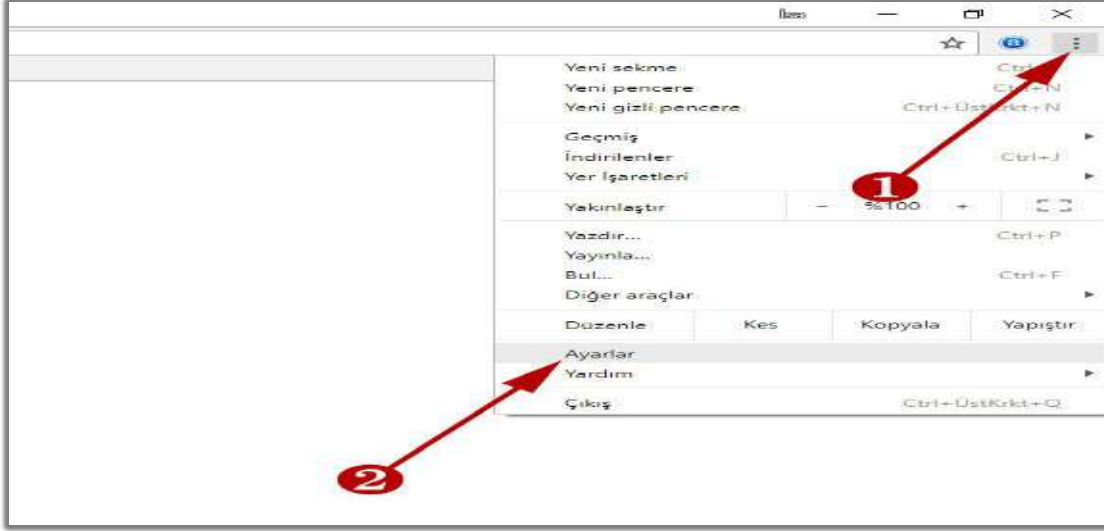 Yeni sekme
Yeni pencere Ctrl+N
Yeni gizli pencere Ctrl+ÜstKrkt+N
Geçmiş
İndirilenler Ctrl+J
Yer İşaretleri
1
Yakınlaştır − %100 +
Yazdır... Ctrl+P
Yayınla...
Bul... Ctrl+F
Diğer araçlar
Düzenle Kes Kopyala Yapıştır
Ayarlar
Yardım
Çıkış Ctrl+ÜstKrkt+Q
2